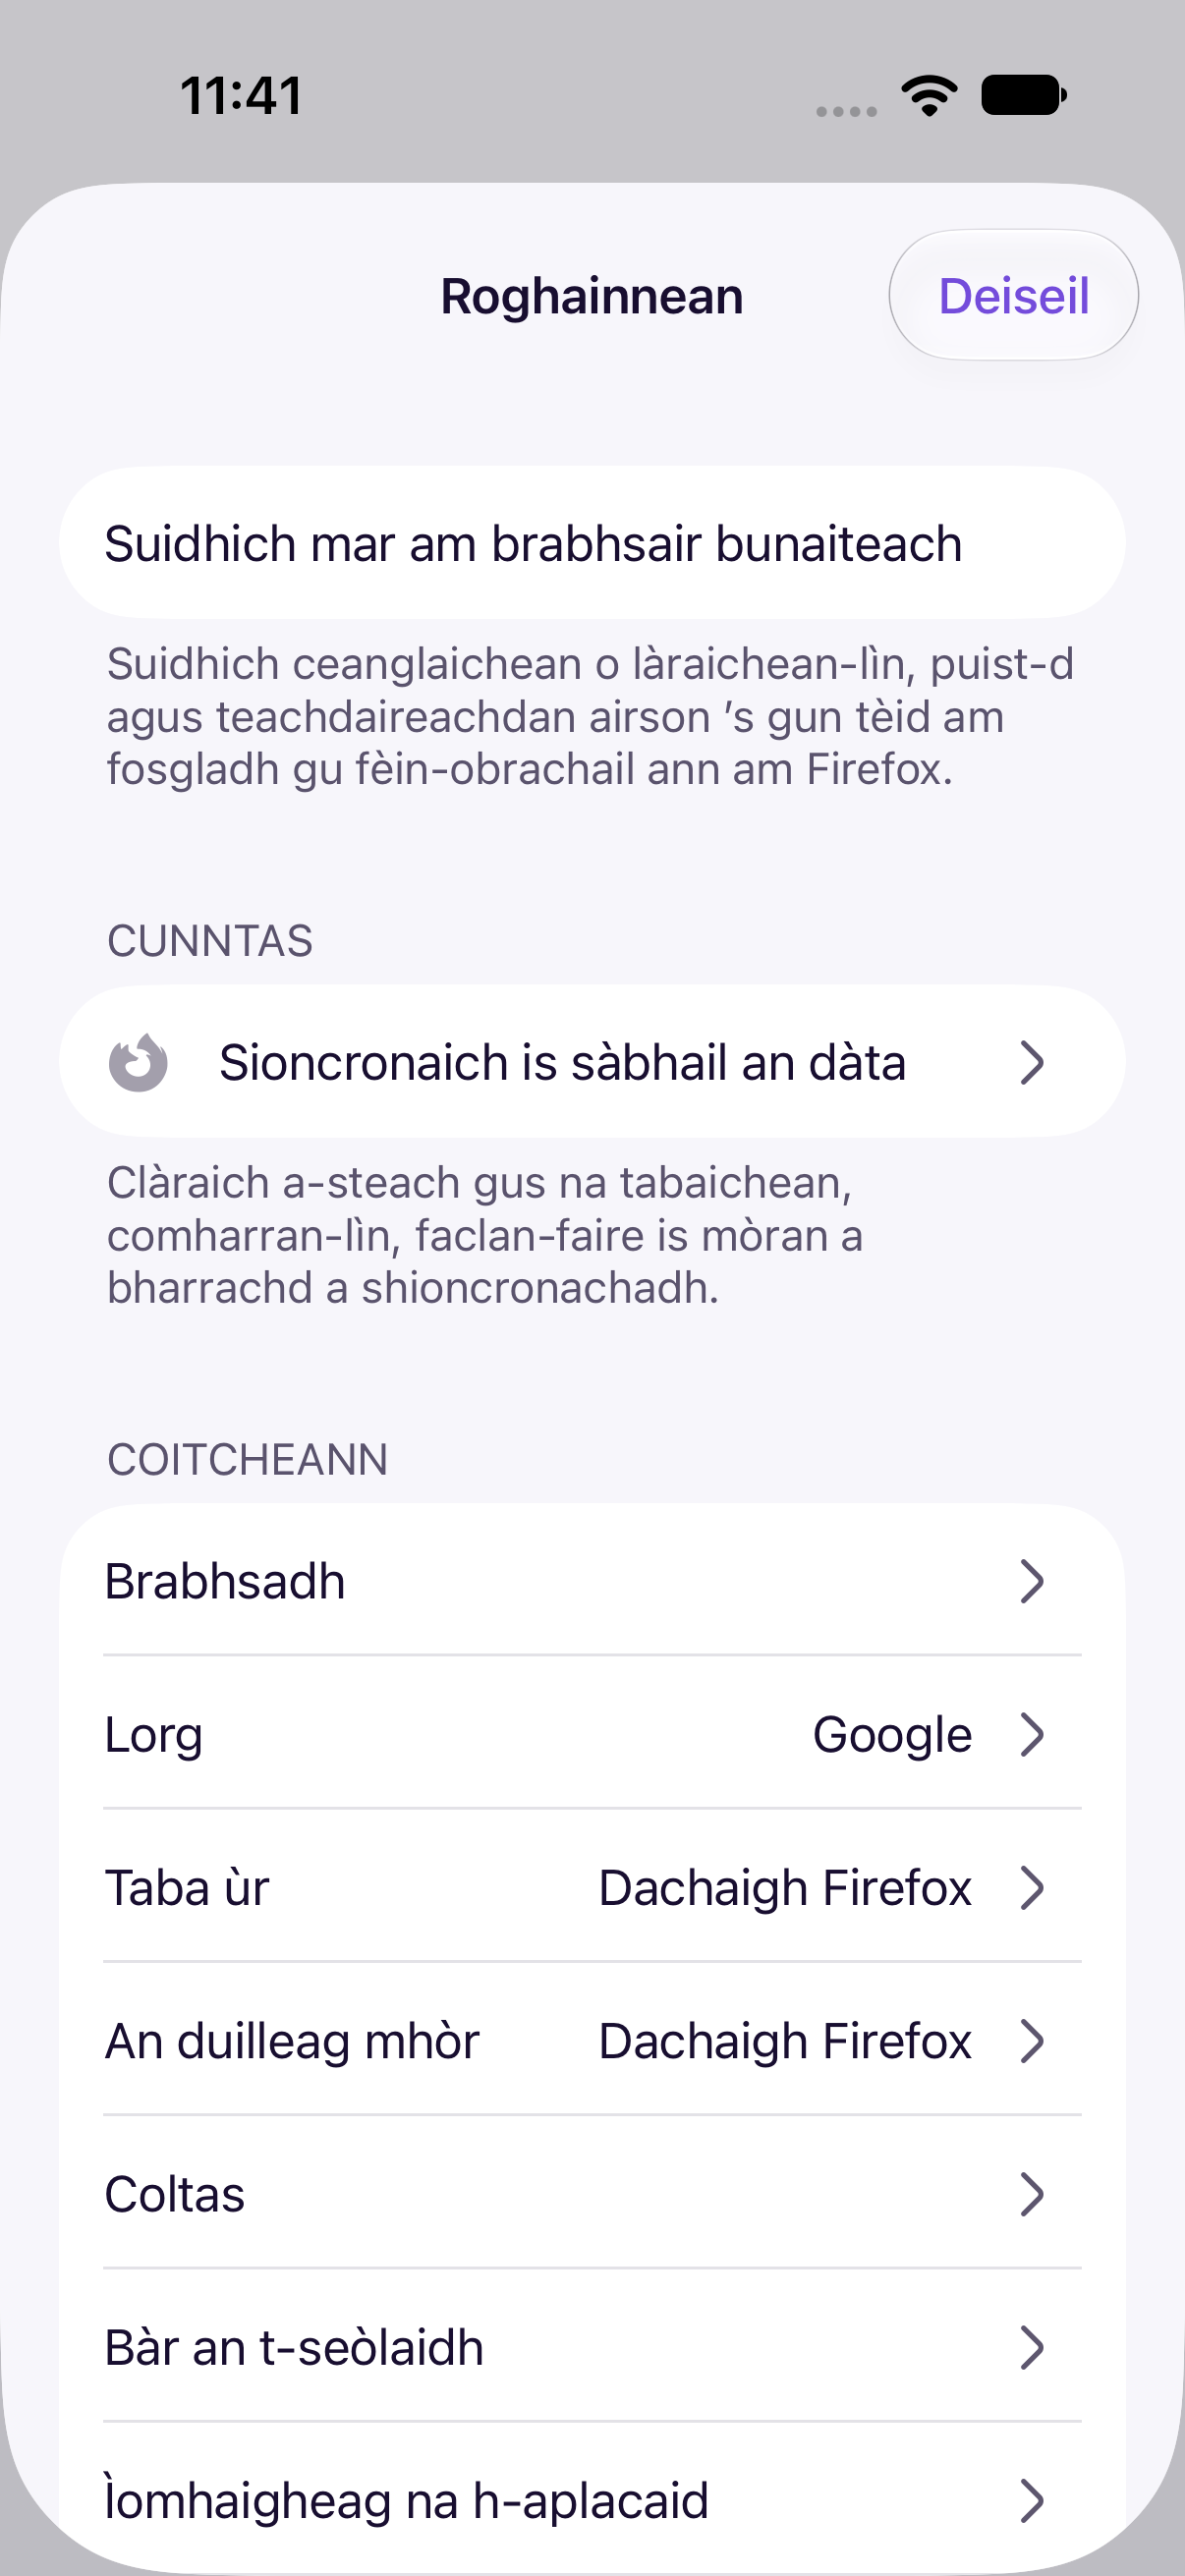 11:41
Roghainnean
Deiseil
Suidhich mar am brabhsair bunaiteach
Suidhich ceanglaichean o làraichean-lìn, puist-d
agus teachdaireachdan airson ’s gun tèid am
fosgladh gu fèin-obrachail ann am Firefox.
CUNNTAS
Sioncronaich is sàbhail an dàta
Clàraich a-steach gus na tabaichean,
comharran-lìn, faclan-faire is mòran a
bharrachd a shioncronachadh.
COITCHEANN
Brabhsadh
Lorg Google
Taba ùr Dachaigh Firefox
An duilleag mhòr Dachaigh Firefox
Coltas
Bàr an t-seòlaidh
Ìomhaigheag na h-aplacaid